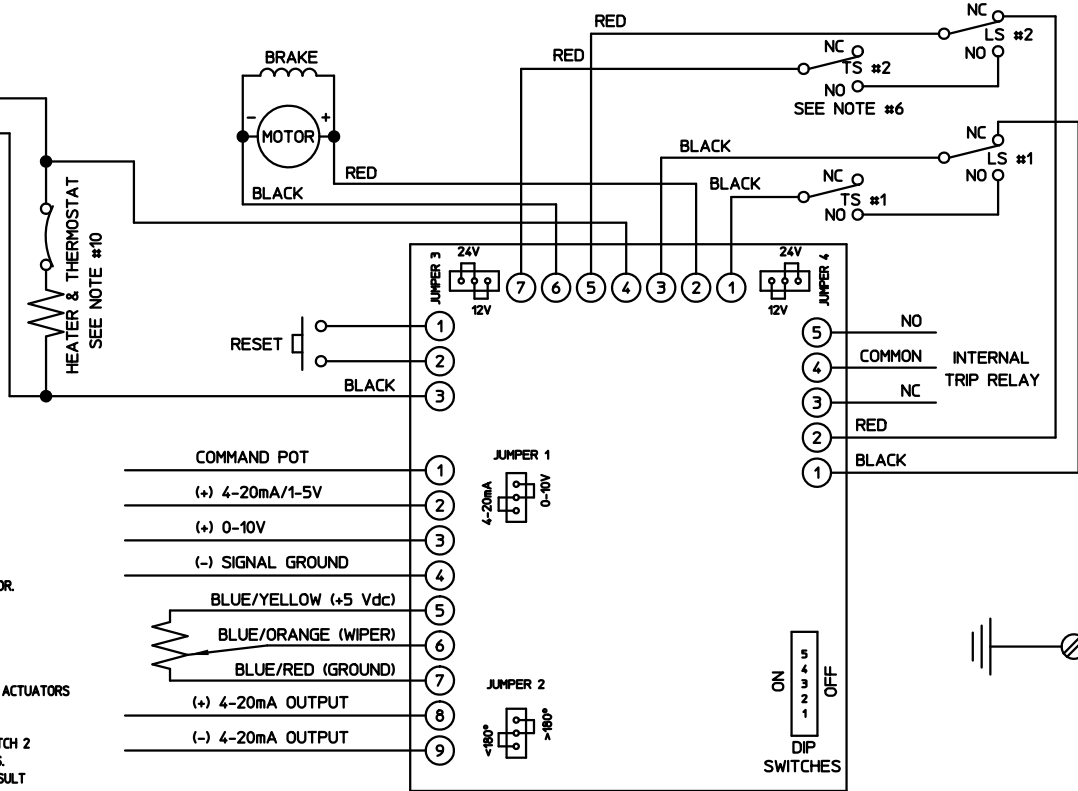 RED
NC
LS #2
NO
RED
NC
TS #2
NO
SEE NOTE #6
BRAKE
-
+
MOTOR
RED
BLACK
BLACK
NC
LS #1
NO
BLACK
NC
TS #1
NO
HEATER & THERMOSTAT
SEE NOTE #10
JUMPER 3
24V
12V
7
6
5
4
3
2
1
24V
12V
JUMPER 4
RESET
1
2
BLACK
3
5
NO
4
COMMON
INTERNAL
TRIP RELAY
3
NC
2
RED
1
BLACK
COMMAND POT
1
(+) 4-20mA/1-5V
2
(+) 0-10V
3
(-) SIGNAL GROUND
4
BLUE/YELLOW (+5 Vdc)
5
BLUE/ORANGE (WIPER)
6
BLUE/RED (GROUND)
7
(+) 4-20mA OUTPUT
8
(-) 4-20mA OUTPUT
9
JUMPER 1
4-20mA
0-10V
JUMPER 2
<180°
>180°
ON
5
4
3
2
1
OFF
DIP
SWITCHES
OR.
ACTUATORS
TCH 2
S.
SULT